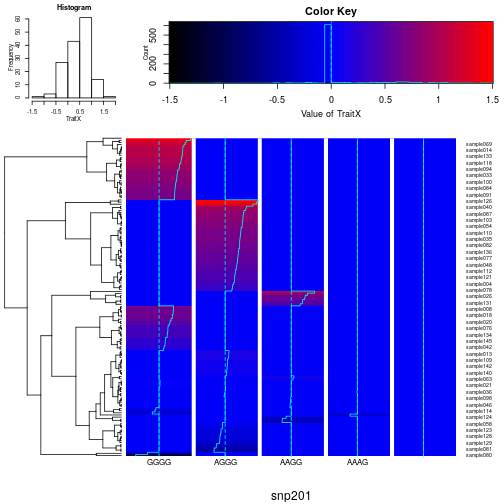 Histogram
Frequency
0 10 20 30 40 50 60
-1.5 -0.5 0.5 1.5
TraitX
Color Key
Count
0 200 500
-1.5 -1 -0.5 0 0.5 1 1.5
Value of TraitX
sample069
sample014
sample133
sample118
sample094
sample033
sample100
sample084
sample091
sample126
sample040
sample087
sample103
sample054
sample110
sample035
sample082
sample136
sample077
sample048
sample112
sample121
sample004
sample078
sample026
sample131
sample008
sample018
sample020
sample076
sample134
sample145
sample042
sample013
sample109
sample142
sample140
sample063
sample021
sample036
sample098
sample046
sample114
sample124
sample058
sample123
sample128
sample129
sample081
sample080
GGGG AGGG AAGG AAAG
snp201